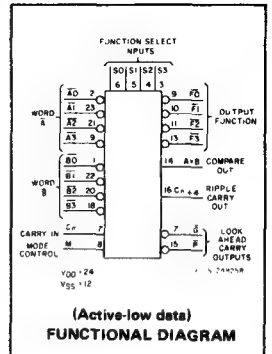 FUNCTION SELECT
INPUTS
S0 S1 S2 S3
6 5 4 3
WORD
A
A0 2
A1 23
A2 21
A3 9
WORD
B
B0 1
B1 22
B2 20
B3 18
CARRY IN Cn 7
MODE
CONTROL M 8
9 F0
10 F1
11 F2
13 F3
OUTPUT
FUNCTION
14 A=B COMPARE
OUT
16 Cn+4 RIPPLE
CARRY
OUT
7 G
15 P
LOOK
AHEAD
CARRY
OUTPUTS
VDD = 24
VSS = 12
(Active-low data)
FUNCTIONAL DIAGRAM